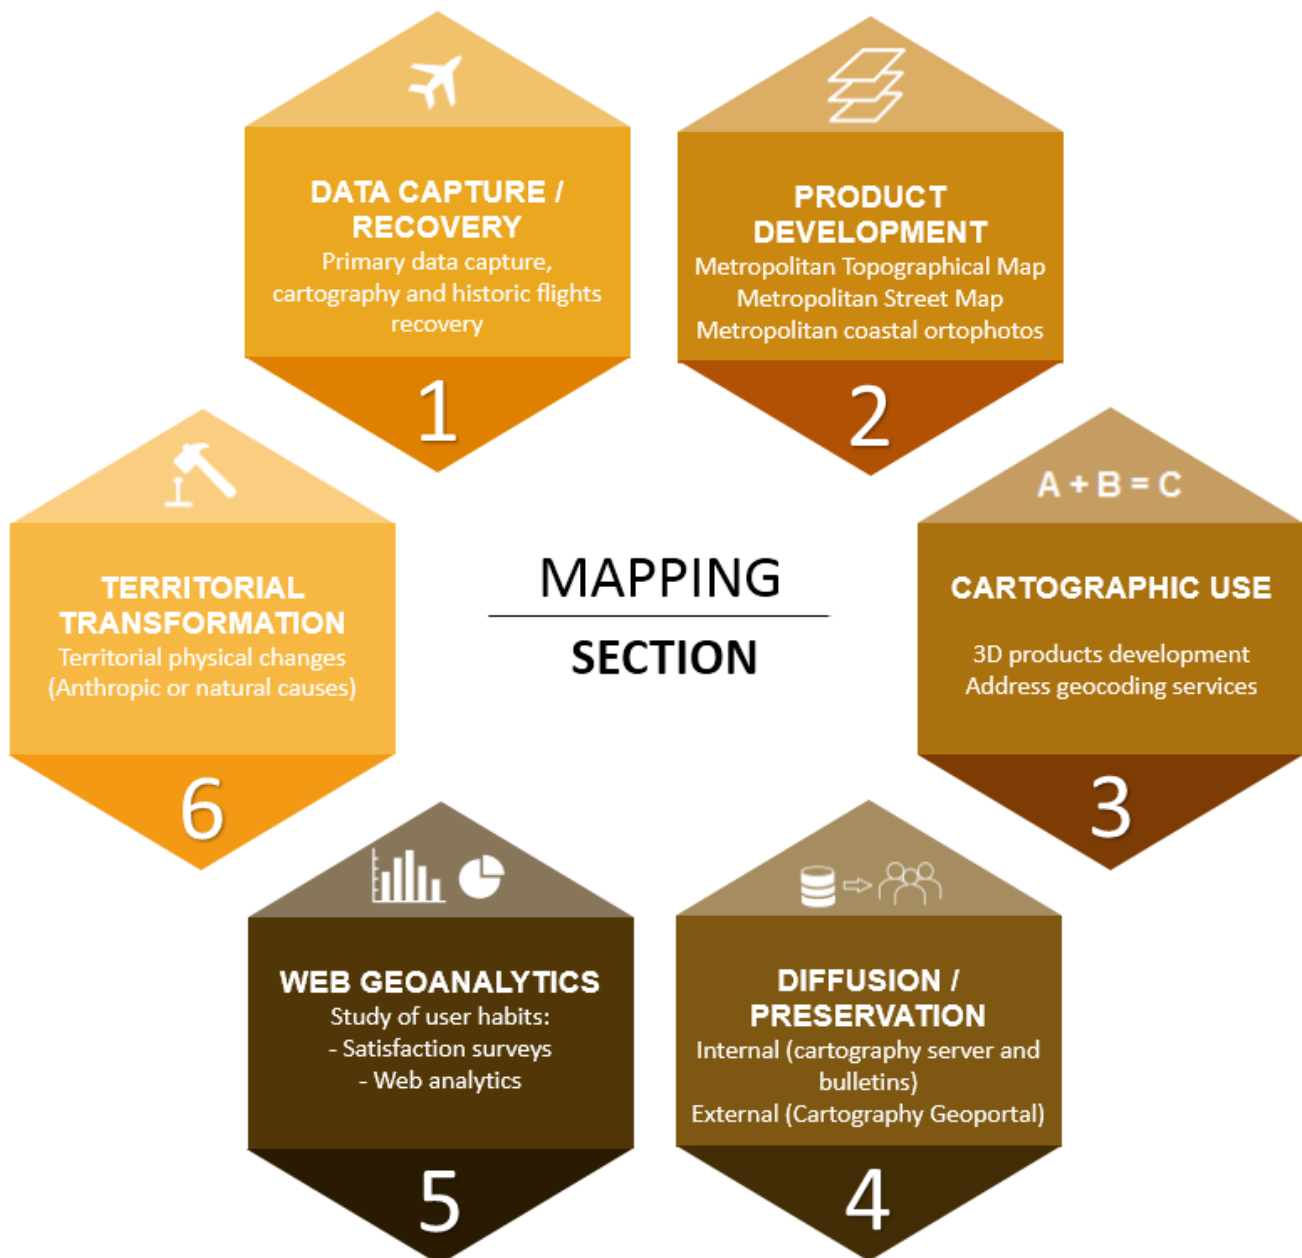 DATA CAPTURE /
RECOVERY
Primary data capture,
cartography and historic flights
recovery
1
PRODUCT
DEVELOPMENT
Metropolitan Topographical Map
Metropolitan Street Map
Metropolitan coastal ortophotos
2
A + B = C
CARTOGRAPHIC USE
3D products development
Address geocoding services
3
DIFFUSION /
PRESERVATION
Internal (cartography server and
bulletins)
External (Cartography Geoportal)
4
WEB GEOANALYTICS
Study of user habits:
- Satisfaction surveys
- Web analytics
5
TERRITORIAL
TRANSFORMATION
Territorial physical changes
(Anthropic or natural causes)
6
MAPPING
SECTION